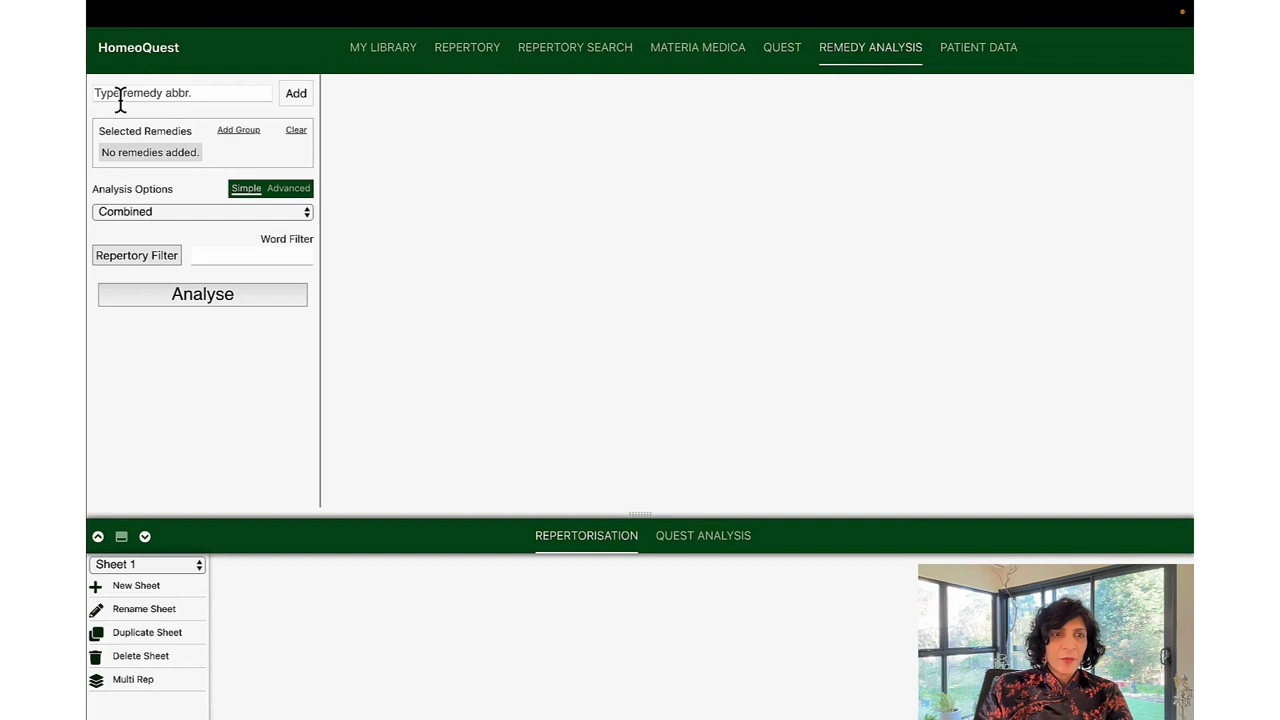 HomeoQuest
MY LIBRARY REPERTORY REPERTORY SEARCH MATERIA MEDICA QUEST REMEDY ANALYSIS PATIENT DATA
Type remedy abbr. Add
Selected Remedies Add Group Clear
No remedies added.
Analysis Options Simple Advanced
Combined
Word Filter
Repertory Filter
Analyse
REPERTORISATION QUEST ANALYSIS
Sheet 1
New Sheet
Rename Sheet
Duplicate Sheet
Delete Sheet
Multi Rep